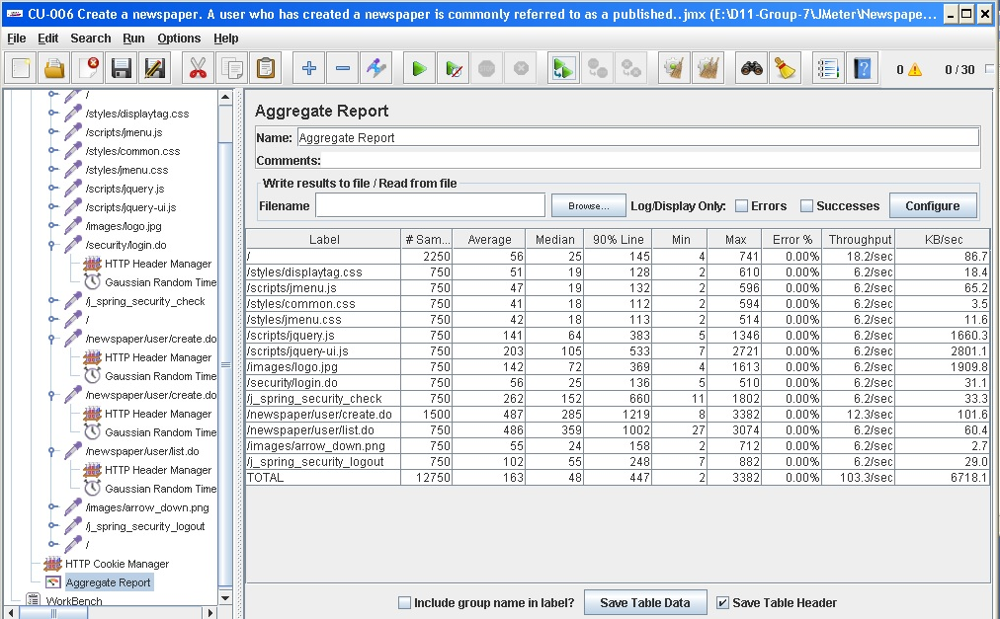 CU-006 Create a newspaper. A user who has created a newspaper is commonly referred to as a published..jmx (E:\D11-Group-7\JMeter\Newspape...
File Edit Search Run Options Help
0 0 / 30
/
/styles/displaytag.css
/scripts/jmenu.js
/styles/common.css
/styles/jmenu.css
/scripts/jquery.js
/scripts/jquery-ui.js
/images/logo.jpg
/security/login.do
HTTP Header Manager
Gaussian Random Time
/j_spring_security_check
/
/newspaper/user/create.do
HTTP Header Manager
Gaussian Random Time
/newspaper/user/create.do
HTTP Header Manager
Gaussian Random Time
/newspaper/user/list.do
HTTP Header Manager
Gaussian Random Time
/images/arrow_down.png
/j_spring_security_logout
/
HTTP Cookie Manager
Aggregate Report
WorkBench
Aggregate Report
Name: Aggregate Report
Comments:
Write results to file / Read from file
Filename Browse... Log/Display Only: Errors Successes Configure
Label # Sam... Average Median 90% Line Min Max Error % Throughput KB/sec
/ 2250 56 25 145 4 741 0.00% 18.2/sec 86.7
/styles/displaytag.css 750 51 19 128 2 610 0.00% 6.2/sec 18.4
/scripts/jmenu.js 750 47 19 132 2 596 0.00% 6.2/sec 65.2
/styles/common.css 750 41 18 112 2 594 0.00% 6.2/sec 3.5
/styles/jmenu.css 750 42 18 113 2 514 0.00% 6.2/sec 11.6
/scripts/jquery.js 750 141 64 383 5 1346 0.00% 6.2/sec 1660.3
/scripts/jquery-ui.js 750 203 105 533 7 2721 0.00% 6.2/sec 2801.1
/images/logo.jpg 750 142 72 369 4 1613 0.00% 6.2/sec 1909.8
/security/login.do 750 56 25 136 5 510 0.00% 6.2/sec 31.1
/j_spring_security_check 750 262 152 660 11 1802 0.00% 6.2/sec 33.3
/newspaper/user/create.do 1500 487 285 1219 8 3382 0.00% 12.3/sec 101.6
/newspaper/user/list.do 750 486 359 1002 27 3074 0.00% 6.2/sec 60.4
/images/arrow_down.png 750 55 24 158 2 712 0.00% 6.2/sec 2.7
/j_spring_security_logout 750 102 55 248 7 882 0.00% 6.2/sec 29.0
TOTAL 12750 163 48 447 2 3382 0.00% 103.3/sec 6718.1
Include group name in label? Save Table Data Save Table Header